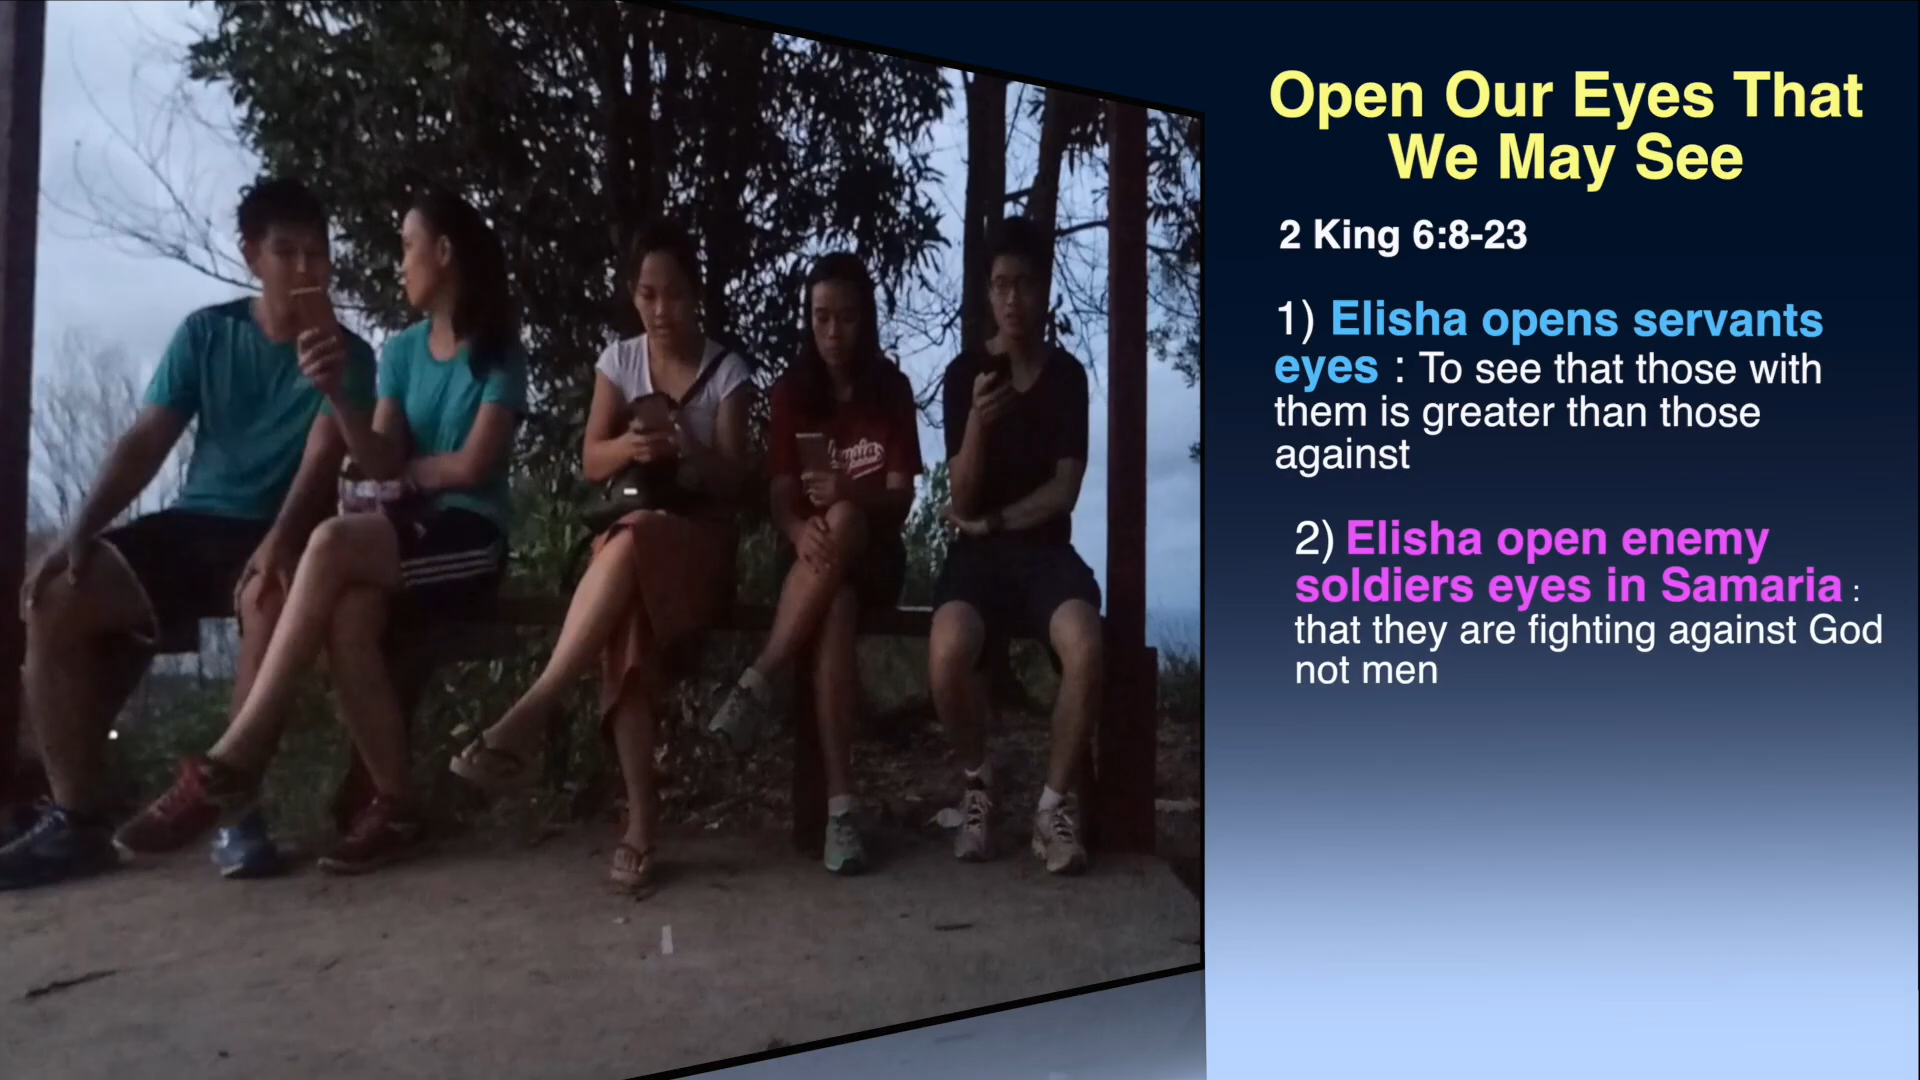 Open Our Eyes That
We May See
2 King 6:8-23
1) Elisha opens servants
eyes : To see that those with
them is greater than those
against
2) Elisha open enemy
soldiers eyes in Samaria :
that they are fighting against God
not men